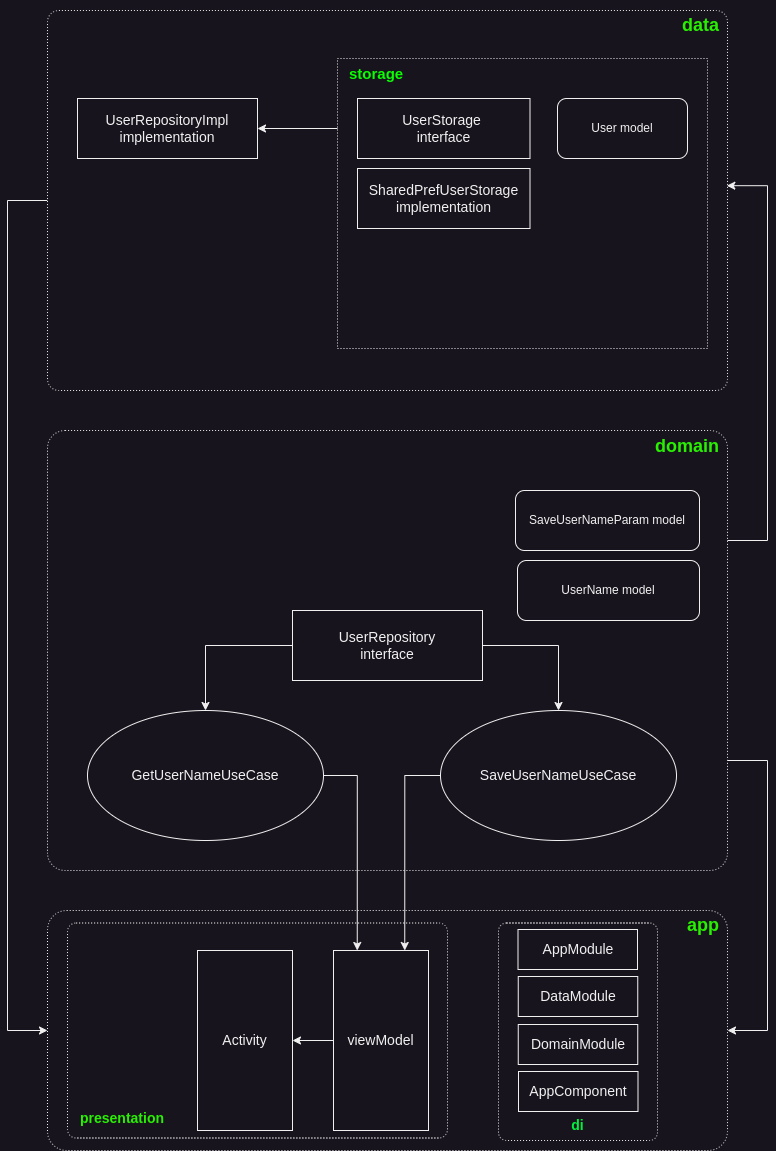 data
storage
UserRepositoryImpl
implementation
UserStorage
interface
User model
SharedPrefUserStorage
implementation
domain
SaveUserNameParam model
UserName model
UserRepository
interface
GetUserNameUseCase
SaveUserNameUseCase
app
Activity
viewModel
presentation
AppModule
DataModule
DomainModule
AppComponent
di